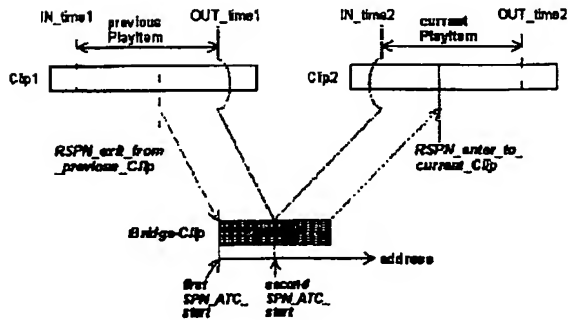 IN_time1
previous
PlayItem
OUT_time1
IN_time2
current
PlayItem
OUT_time2
Clip1
Clip2
RSPN_exit_from
_previous_Clip
RSPN_enter_to_
current_Clip
Bridge-Clip
address
first
SPN_ATC_
start
second
SPN_ATC_
start